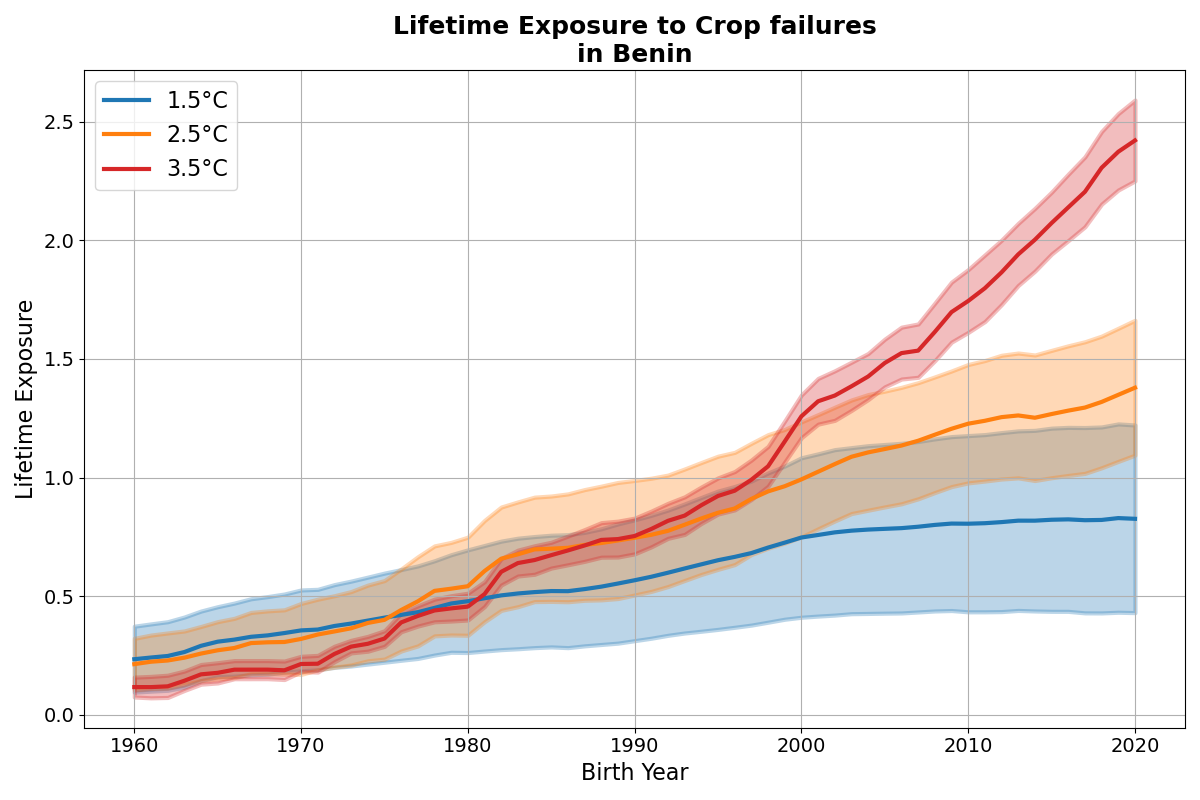 Lifetime Exposure to Crop failures
in Benin
1.5°C
2.5°C
3.5°C
Lifetime Exposure
2.5
2.0
1.5
1.0
0.5
0.0
1960 1970 1980 1990 2000 2010 2020
Birth Year